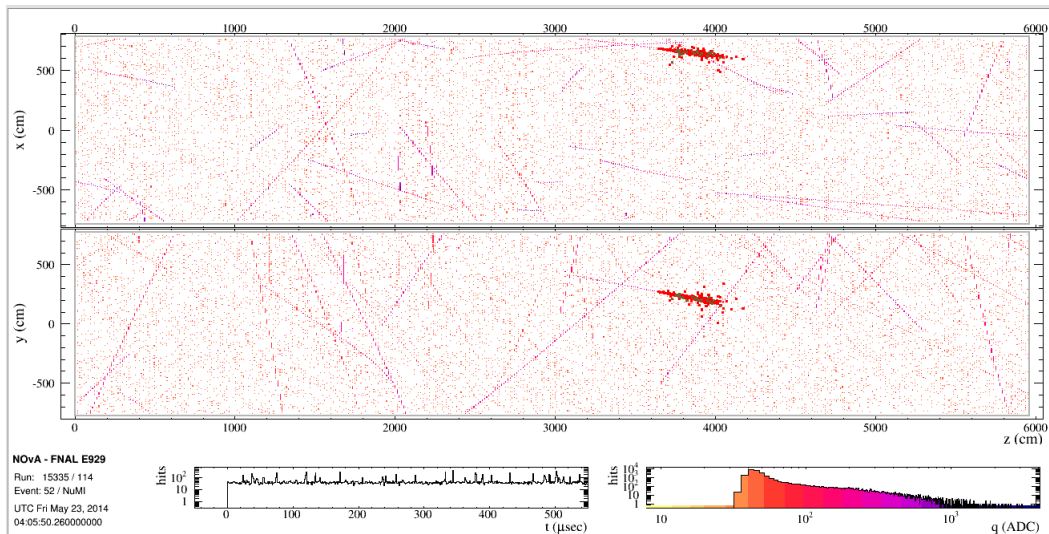 0 1000 2000 3000 4000 5000 6000
500
0
-500
x (cm)
500
0
-500
y (cm)
0 1000 2000 3000 4000 5000 6000
z (cm)
NOvA - FNAL E929
Run: 15335 / 114
Event: 52 / NuMI
UTC Fri May 23, 2014
04:05:50.260000000
hits
10²
10
1
0 100 200 300 400 500
t (μsec)
hits
10⁴
10³
10²
10
1
10 10² 10³
q (ADC)